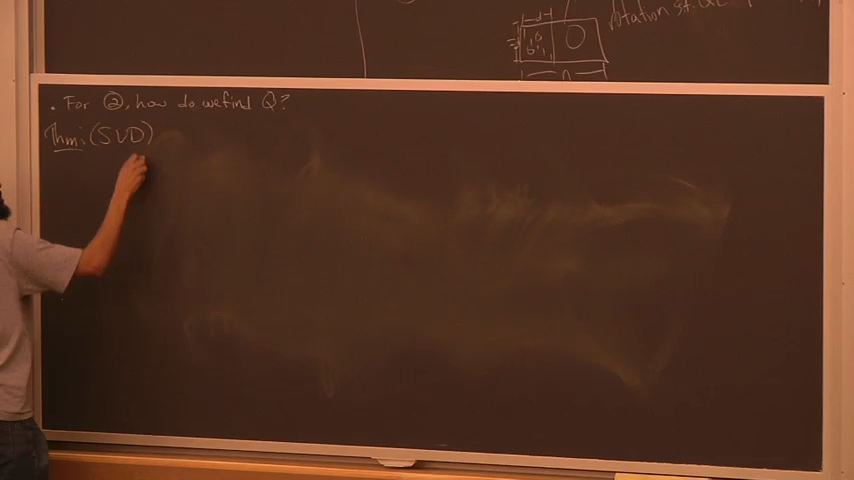 rotation st.
n
. For ②, how do we find Q?
Thm: (SVD)